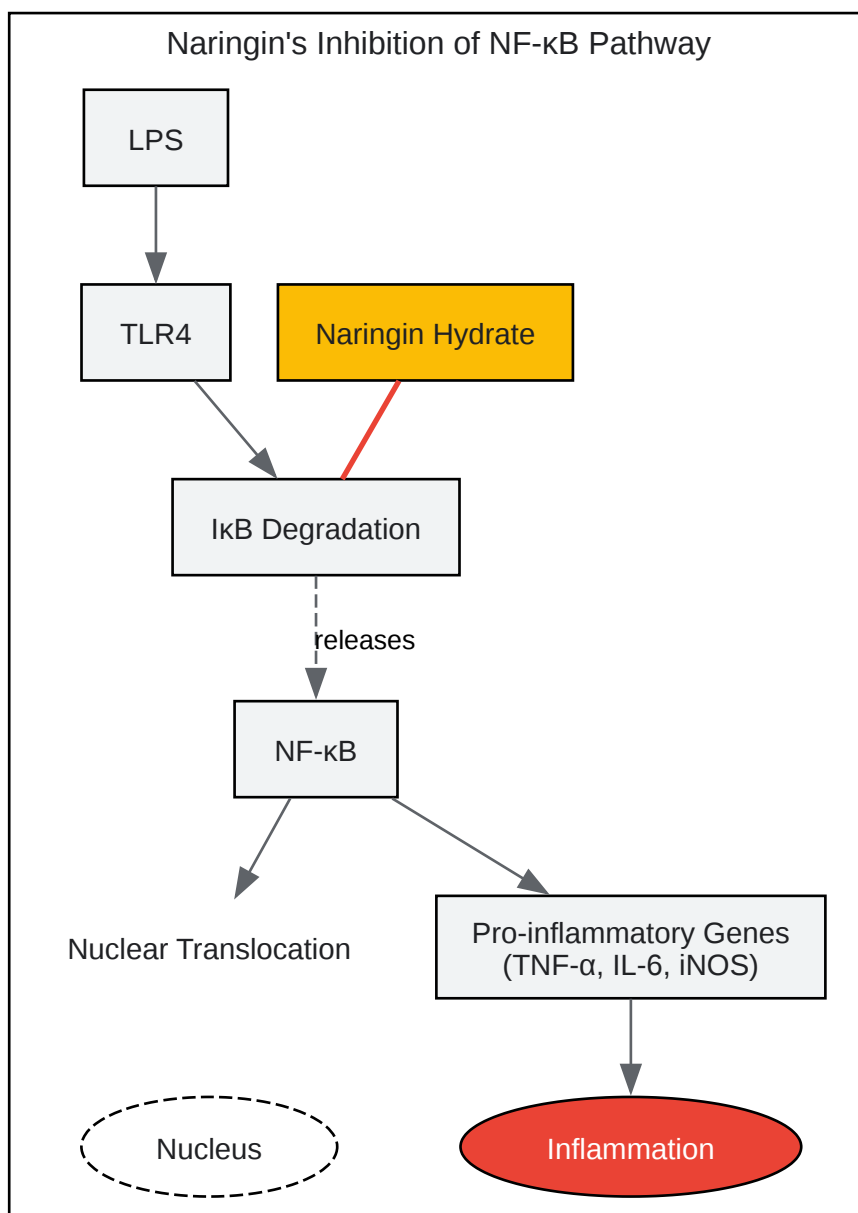 Naringin's Inhibition of NF-κB Pathway
LPS
TLR4
Naringin Hydrate
IκB Degradation
releases
NF-κB
Nuclear Translocation
Pro-inflammatory Genes
(TNF-α, IL-6, iNOS)
Nucleus
Inflammation